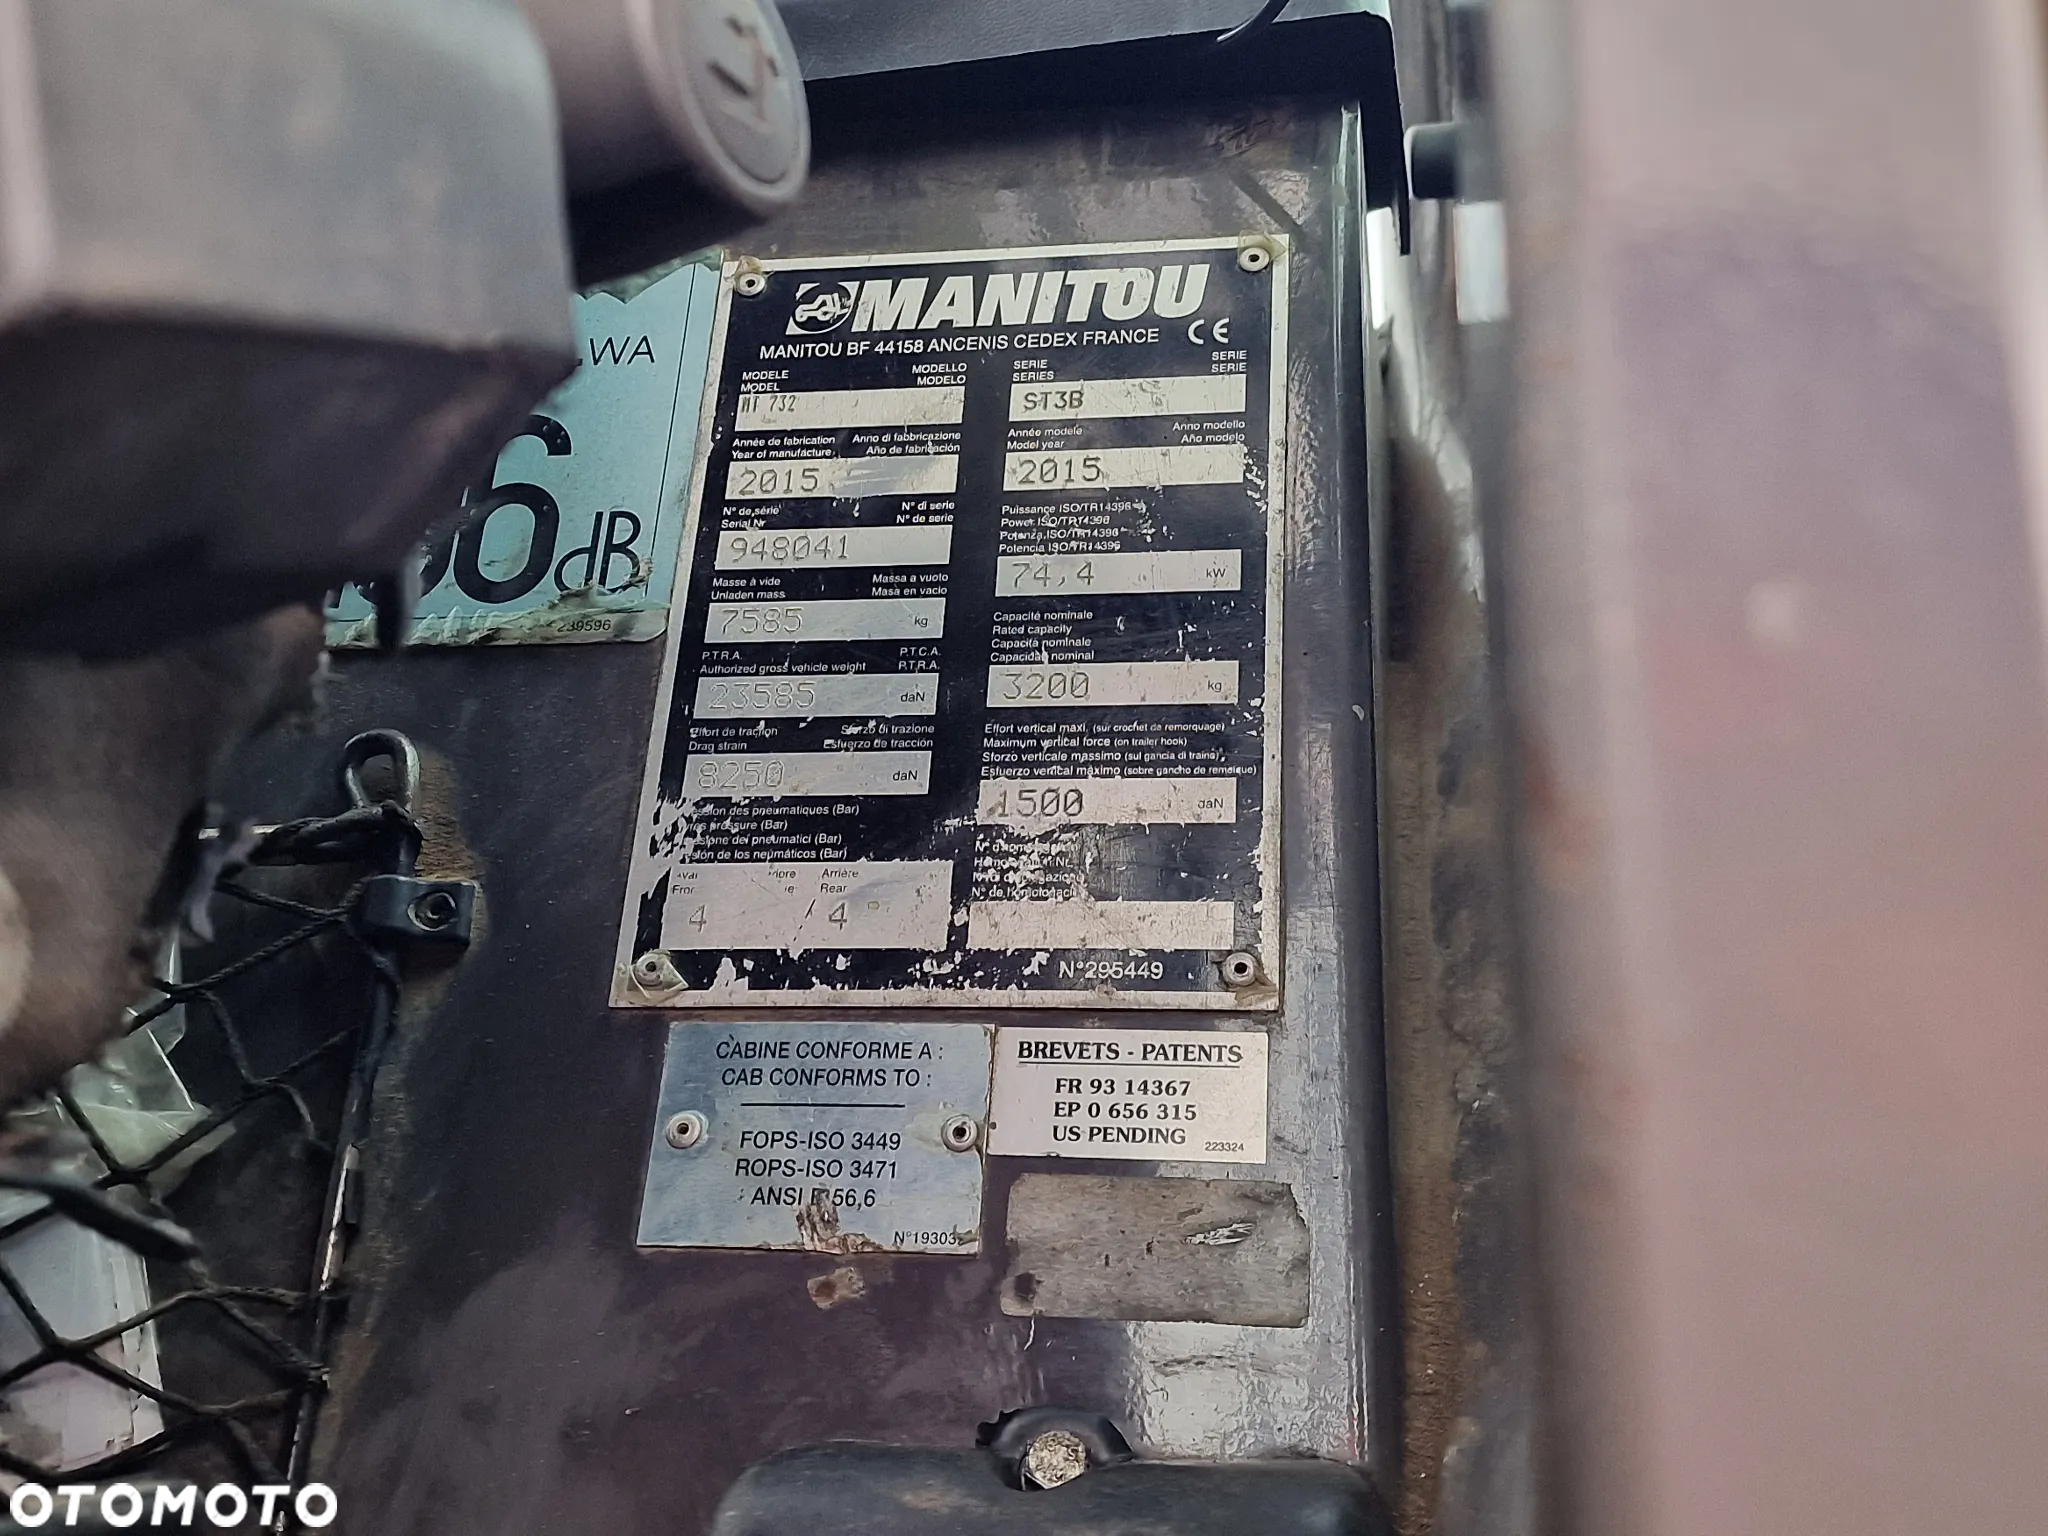 LWA
106 dB
239596
MANITOU
MANITOU BF 44158 ANCENIS CEDEX FRANCE CE
MODELE MODELLO
MODEL MODELO
MT 732
SERIE SERIE
SERIES SERIE
ST3B
Année de fabrication Anno di fabbricazione
Year of manufacture Año de fabricación
2015
Année modele Anno modello
Model year Año modelo
2015
N° de série N° di serie
Serial Nr N° de serie
948041
Puissance ISO/TR14396
Power ISO/TR14396
Potenza ISO/TR14396
Potencia ISO/TR14396
74,4 kW
Masse à vide Massa a vuoto
Unladen mass Masa en vacio
7585 kg
Capacité nominale
Rated capacity
Capacità nominale
Capacidad nominal
3200 kg
P.T.R.A. P.T.C.A.
Authorized gross vehicle weight P.T.R.A.
23585 daN
Effort de traction Sforzo di trazione
Drag strain Esfuerzo de tracción
8250 daN
Effort vertical maxi. (sur crochet de remorquage)
Maximum vertical force (on trailer hook)
Sforzo verticale massimo (sul gancia di trains)
Esfuerzo vertical máximo (sobre gancho de remolque)
1500 daN
des pneumatiques (Bar)
pressure (Bar)
dei pneumatici (Bar)
de los neumáticos (Bar)
Arrière
Rear
4 / 4
N° de homologación
N°295449
CABINE CONFORME A :
CAB CONFORMS TO :
FOPS-ISO 3449
ROPS-ISO 3471
ANSI B56,6
BREVETS - PATENTS
FR 93 14367
EP 0 656 315
US PENDING
223324
OTOMOTO